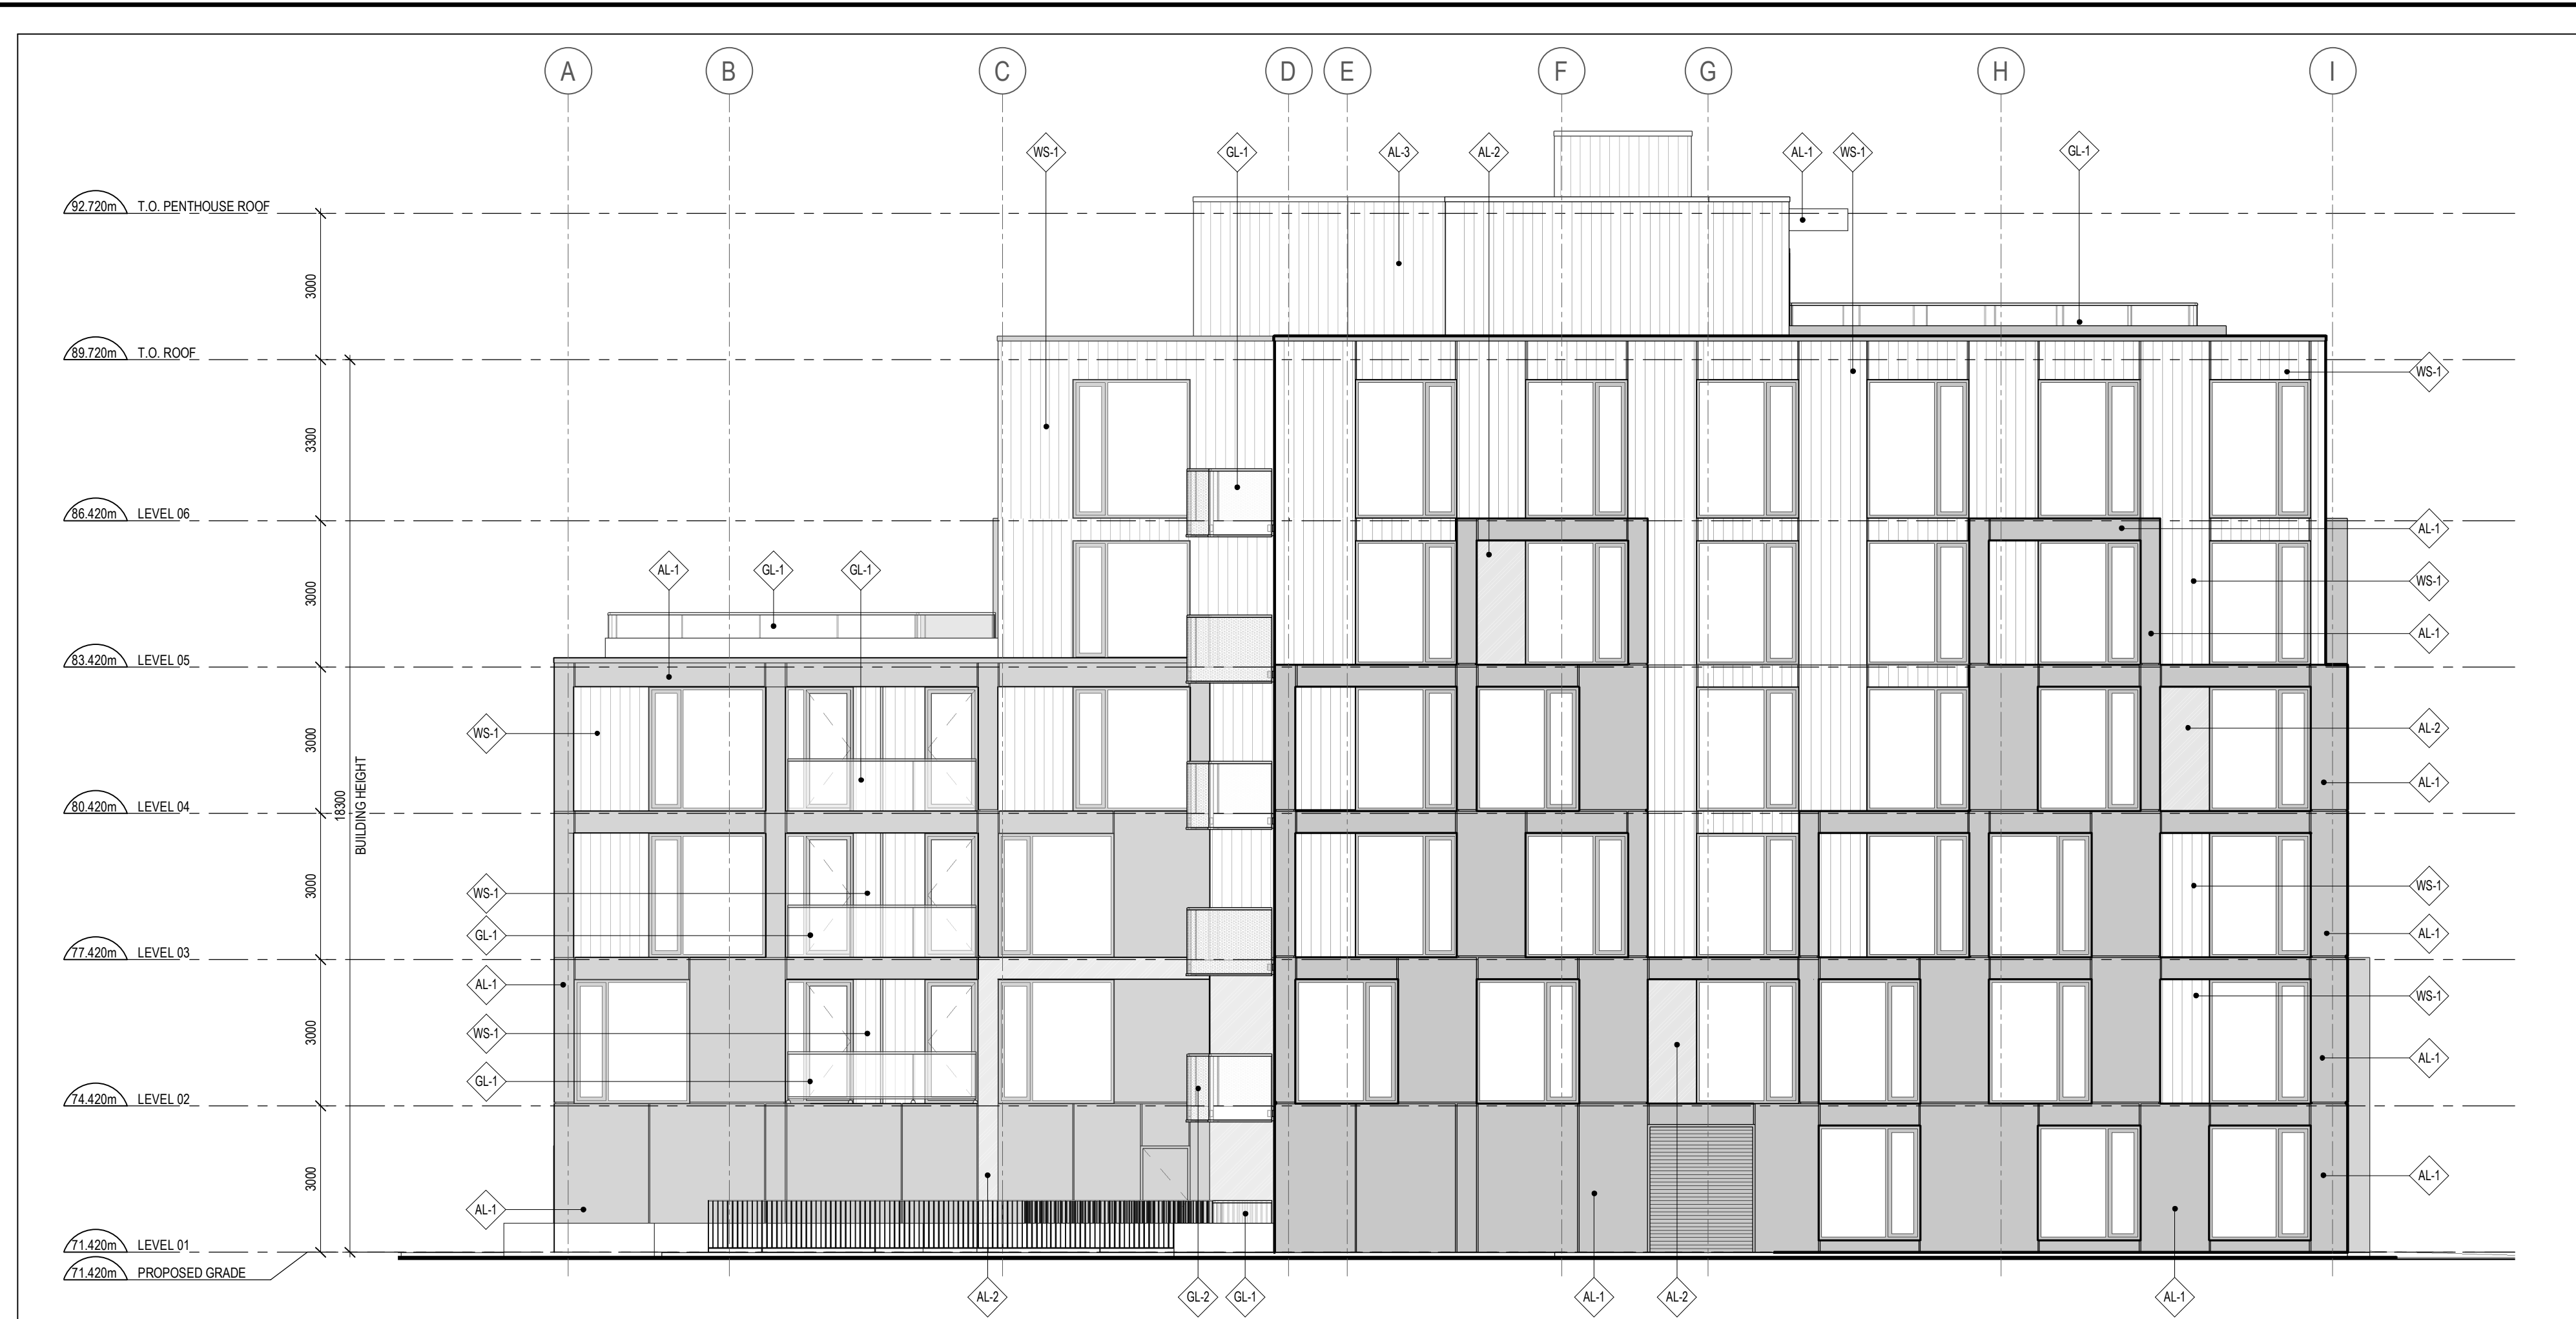 A B C D E F G H I
WS-1 GL-1 AL-3 AL-2 AL-1 WS-1 GL-1
92.720m T.O. PENTHOUSE ROOF
3000
89.720m T.O. ROOF
WS-1
3300
86.420m LEVEL 06
AL-1
AL-1 GL-1 GL-1
WS-1
3000
AL-1
83.420m LEVEL 05
WS-1
AL-2
3000
AL-1
80.420m LEVEL 04
18300
BUILDING HEIGHT
WS-1
WS-1
3000
GL-1
AL-1
77.420m LEVEL 03
AL-1
WS-1
WS-1
3000
AL-1
GL-1
74.420m LEVEL 02
3000
AL-1
AL-1
71.420m LEVEL 01
71.420m PROPOSED GRADE
AL-2 GL-2 GL-1 AL-1 AL-2 AL-1